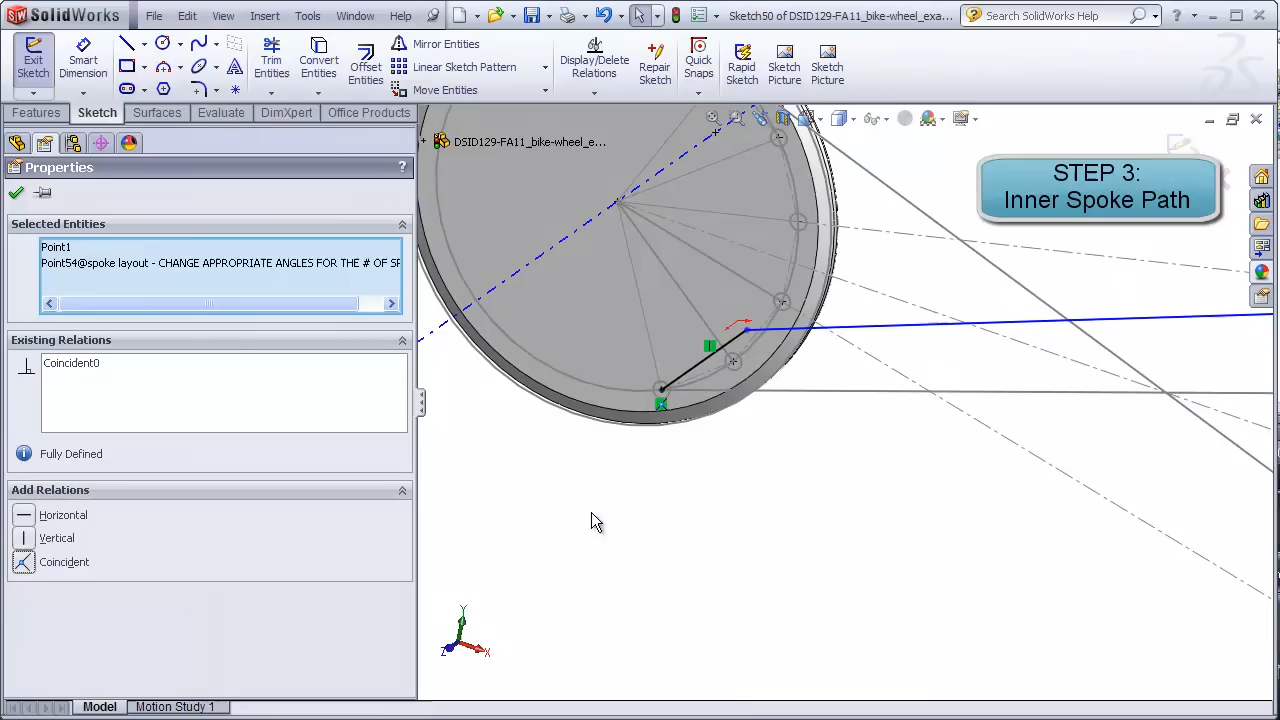 SolidWorks
File
Edit
View
Insert
Tools
Window
Help
Sketch50 of DSID129-FA11_bike-wheel_exa...
Search SolidWorks Help
Exit Sketch
Smart Dimension
Trim Entities
Convert Entities
Offset Entities
Mirror Entities
Linear Sketch Pattern
Move Entities
Display/Delete Relations
Repair Sketch
Quick Snaps
Rapid Sketch
Sketch Picture
Sketch Picture
Features
Sketch
Surfaces
Evaluate
DimXpert
Office Products
Properties
?
Selected Entities
Point1
Point54@spoke layout - CHANGE APPROPRIATE ANGLES FOR THE # OF SP
Existing Relations
Coincident0
Fully Defined
Add Relations
Horizontal
Vertical
Coincident
DSID129-FA11_bike-wheel_e...
STEP 3:
Inner Spoke Path
Y
X
Z
Model
Motion Study 1